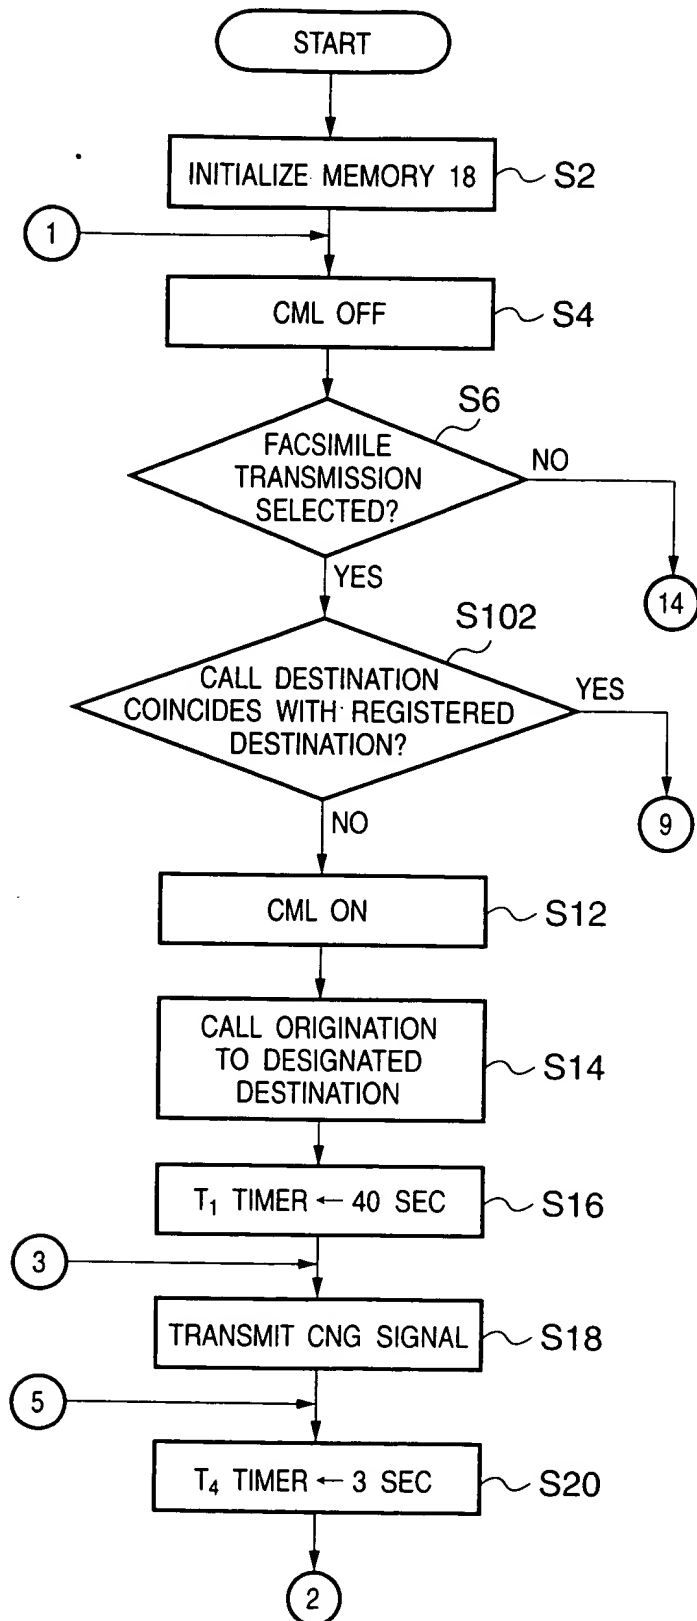 START
INITIALIZE MEMORY 18
S2
1
CML OFF
S4
S6
FACSIMILE
TRANSMISSION
SELECTED?
NO
YES
14
S102
CALL DESTINATION
COINCIDES WITH REGISTERED
DESTINATION?
YES
NO
9
CML ON
S12
CALL ORIGINATION
TO DESIGNATED
DESTINATION
S14
T₁ TIMER ← 40 SEC
S16
3
TRANSMIT CNG SIGNAL
S18
5
T₄ TIMER ← 3 SEC
S20
2